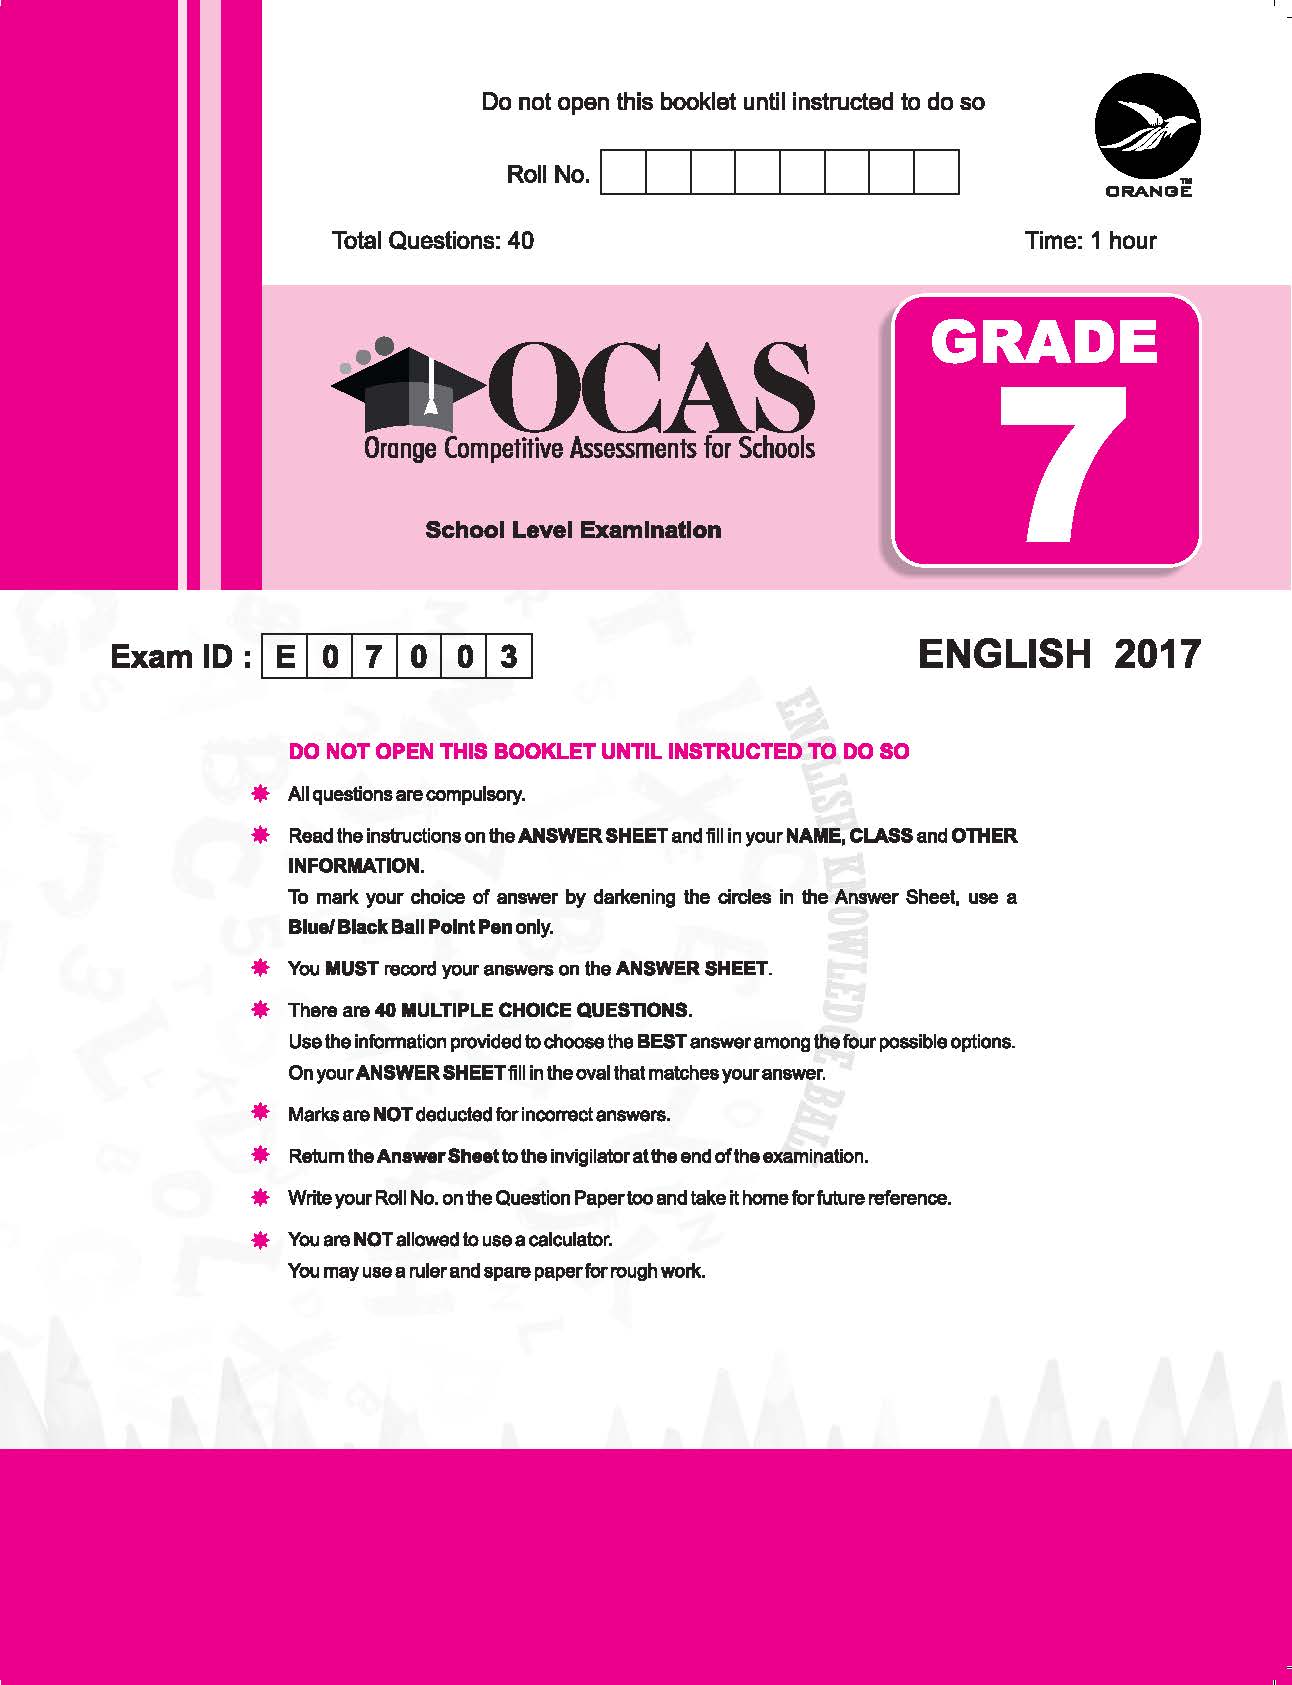 Do not open this booklet until instructed to do so
Roll No.
ORANGE™
Total Questions: 40
Time: 1 hour
OCAS
Orange Competitive Assessments for Schools
School Level Examination
GRADE
7
Exam ID : E 0 7 0 0 3
ENGLISH 2017
DO NOT OPEN THIS BOOKLET UNTIL INSTRUCTED TO DO SO
All questions are compulsory.
Read the instructions on the ANSWER SHEET and fill in your NAME, CLASS and OTHER
INFORMATION.
To mark your choice of answer by darkening the circles in the Answer Sheet, use a
Blue/ Black Ball Point Pen only.
You MUST record your answers on the ANSWER SHEET.
There are 40 MULTIPLE CHOICE QUESTIONS.
Use the information provided to choose the BEST answer among the four possible options.
On your ANSWER SHEET fill in the oval that matches your answer.
Marks are NOT deducted for incorrect answers.
Return the Answer Sheet to the invigilator at the end of the examination.
Write your Roll No. on the Question Paper too and take it home for future reference.
You are NOT allowed to use a calculator.
You may use a ruler and spare paper for rough work.
ENGLISH KNOWLEDGE BALL